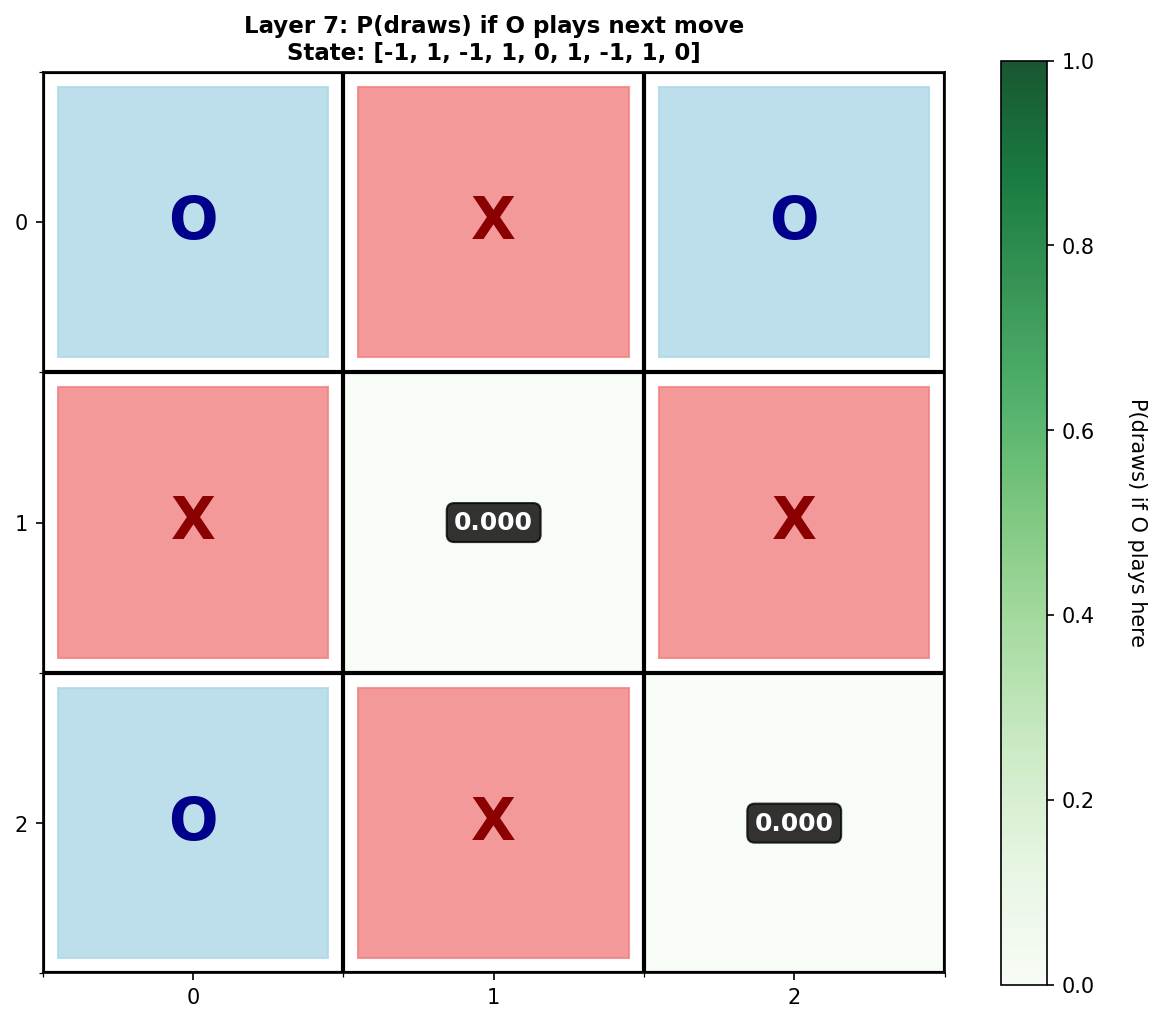 Layer 7: P(draws) if O plays next move
State: [-1, 1, -1, 1, 0, 1, -1, 1, 0]
O X O
X 0.000 X
O X 0.000
0
1
2
0 1 2
1.0
0.8
0.6
0.4
0.2
0.0
P(draws) if O plays here